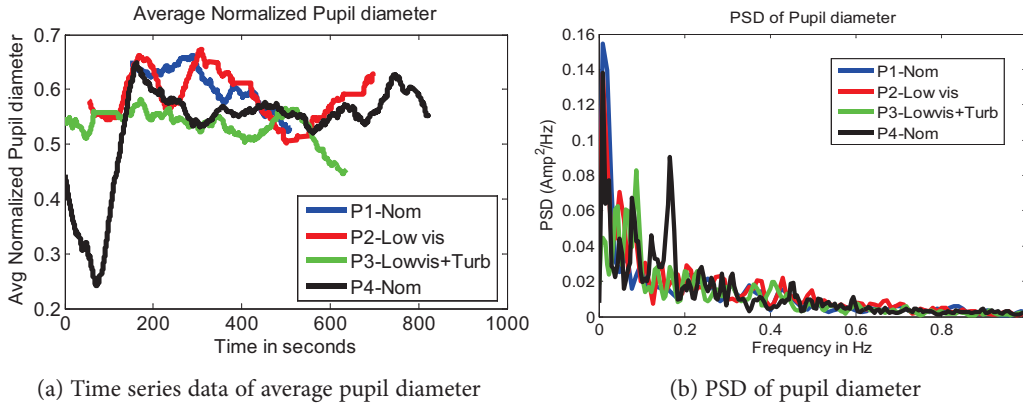 Average Normalized Pupil diameter
Avg Normalized Pupil diameter
0.7
0.6
0.5
0.4
0.3
0.2
0 200 400 600 800 1000
Time in seconds
P1-Nom
P2-Low vis
P3-Lowvis+Turb
P4-Nom
(a) Time series data of average pupil diameter
PSD of Pupil diameter
PSD (Amp²/Hz)
0.16
0.14
0.12
0.1
0.08
0.06
0.04
0.02
0
0 0.2 0.4 0.6 0.8
Frequency in Hz
P1-Nom
P2-Low vis
P3-Lowvis+Turb
P4-Nom
(b) PSD of pupil diameter